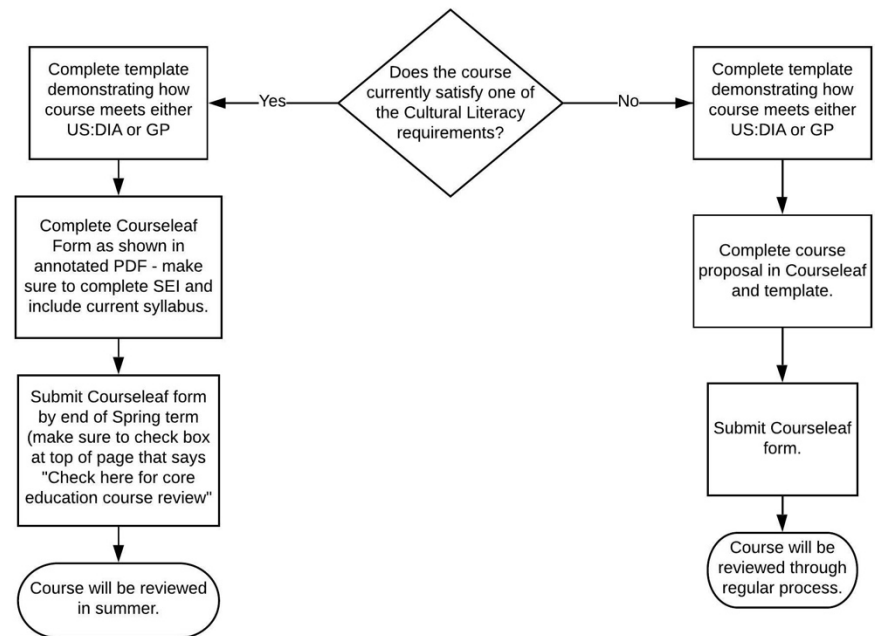 Does the course
currently satisfy one of
the Cultural Literacy
requirements?
Yes
No
Complete template
demonstrating how
course meets either
US:DIA or GP
Complete Courseleaf
Form as shown in
annotated PDF - make
sure to complete SEI and
include current syllabus.
Submit Courseleaf form
by end of Spring term
(make sure to check box
at top of page that says
"Check here for core
education course review"
Course will be reviewed
in summer.
Complete template
demonstrating how
course meets either
US:DIA or GP
Complete course
proposal in Courseleaf
and template.
Submit Courseleaf
form.
Course will be
reviewed through
regular process.